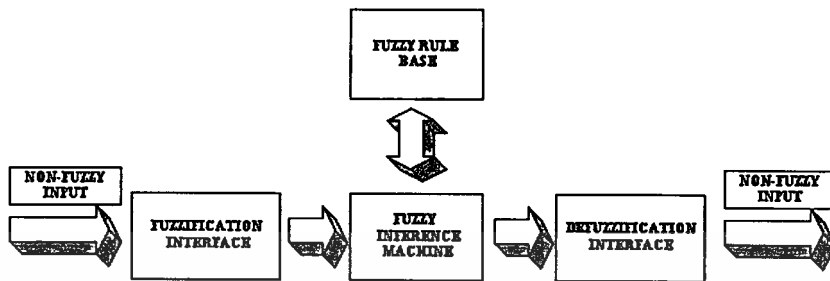 FUZZY RULE
BASE
NON-FUZZY
INPUT
FUZZIFICATION
INTERFACE
FUZZY
INFERENCE
MACHINE
DEFUZZIFICATION
INTERFACE
NON-FUZZY
INPUT